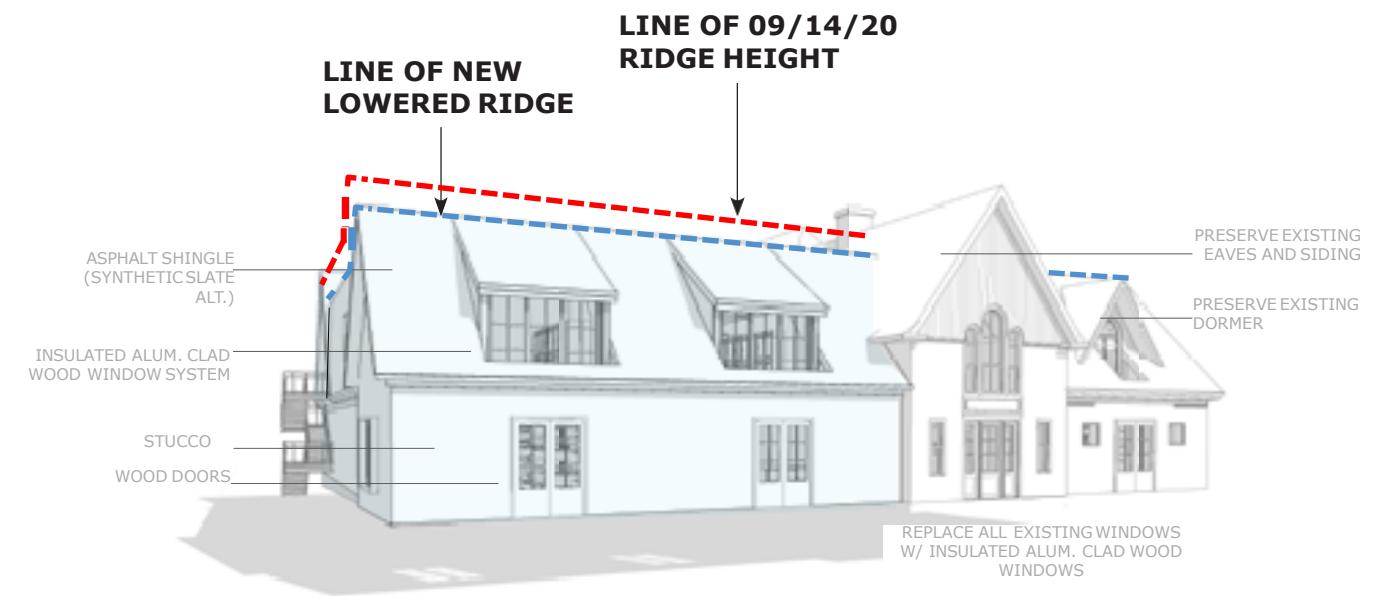 LINE OF 09/14/20
RIDGE HEIGHT
LINE OF NEW
LOWERED RIDGE
ASPHALT SHINGLE
(SYNTHETIC SLATE
ALT.)
INSULATED ALUM. CLAD
WOOD WINDOW SYSTEM
STUCCO
WOOD DOORS
PRESERVE EXISTING
EAVES AND SIDING
PRESERVE EXISTING
DORMER
REPLACE ALL EXISTING WINDOWS
W/ INSULATED ALUM. CLAD WOOD
WINDOWS